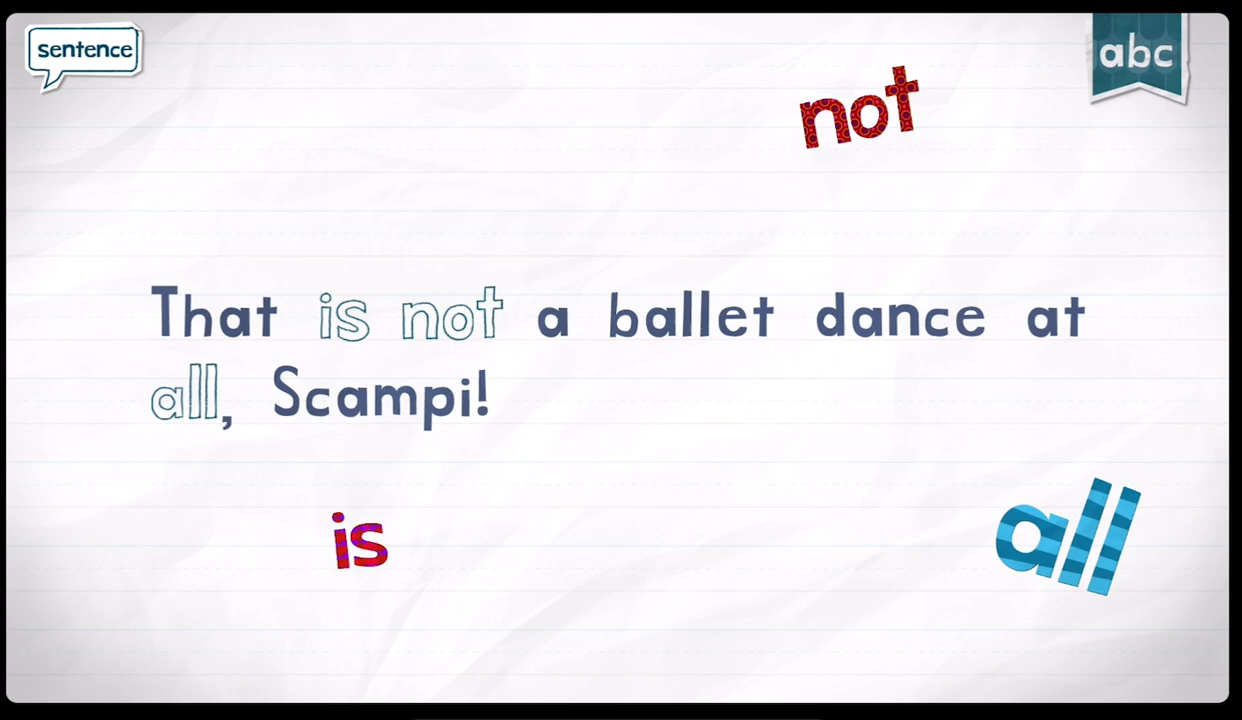 sentence
abc
not
That is not a ballet dance at
all, Scampi!
is
all